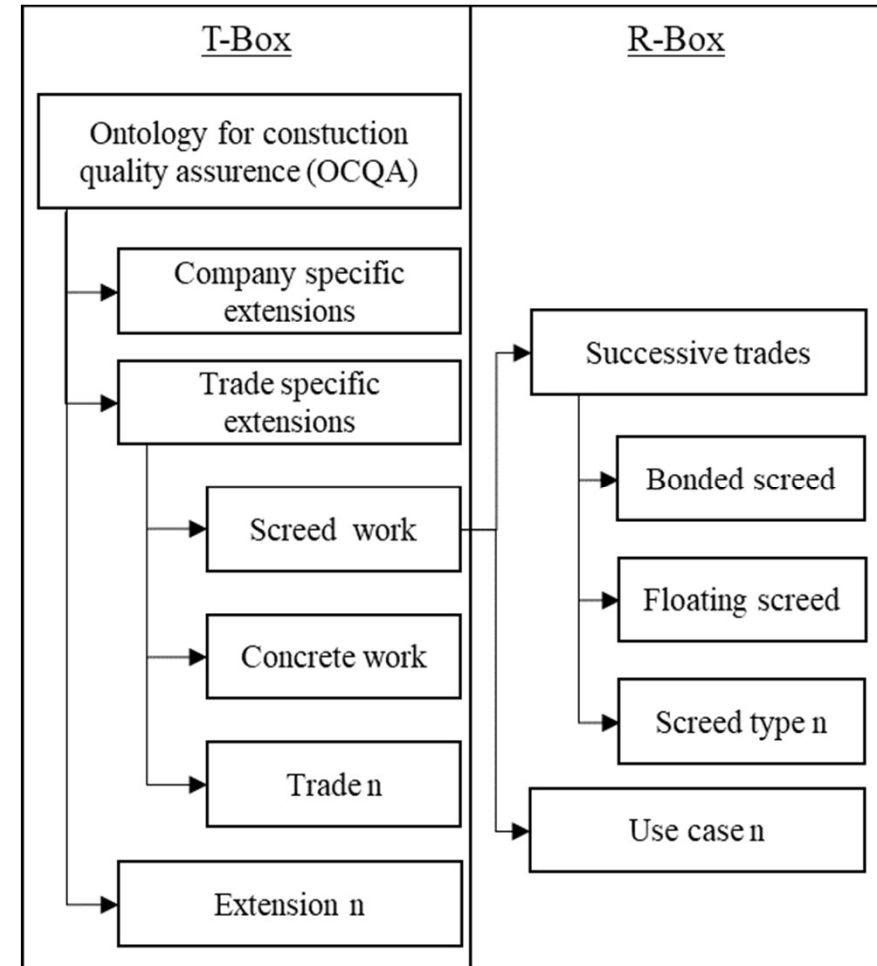 T-Box
Ontology for constuction
quality assurence (OCQA)
Company specific
extensions
Trade specific
extensions
Screed work
Concrete work
Trade n
Extension n
R-Box
Successive trades
Bonded screed
Floating screed
Screed type n
Use case n